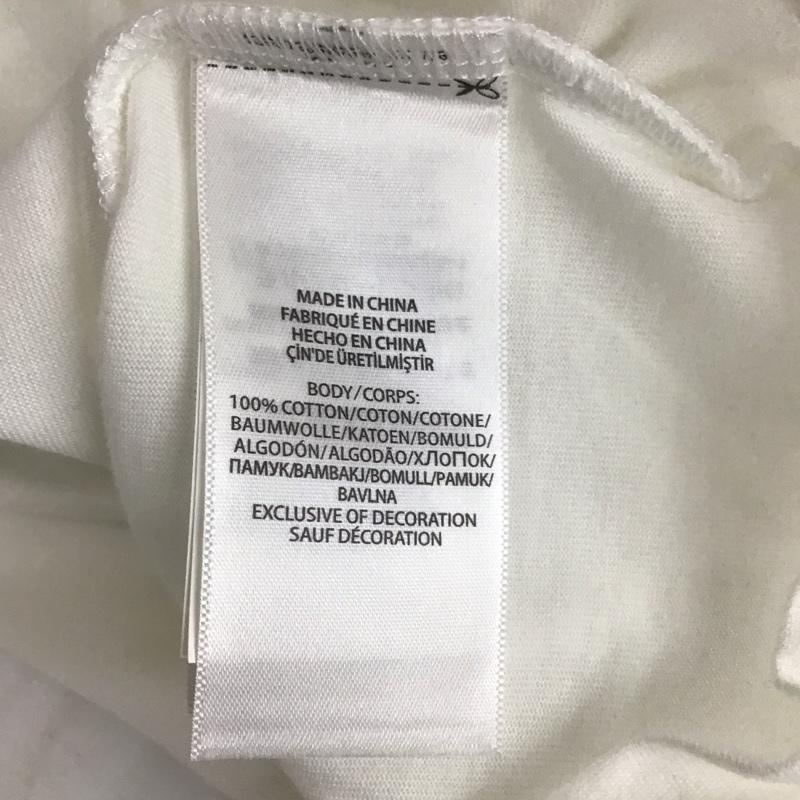 MADE IN CHINA
FABRIQUÉ EN CHINE
HECHO EN CHINA
ÇİN'DE ÜRETİLMİŞTİR
BODY/CORPS:
100% COTTON/COTON/COTONE/
BAUMWOLLE/KATOEN/BOMULD/
ALGODÓN/ALGODÃO/ХЛОПОК/
ПАМУК/BAMBAKI/BOMULL/PAMUK/
BAVLNA
EXCLUSIVE OF DECORATION
SAUF DÉCORATION